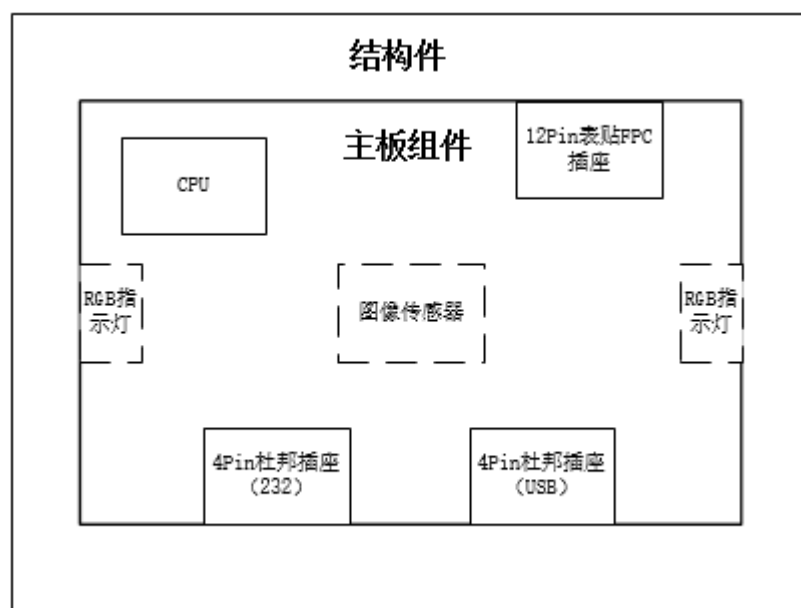 结构件
主板组件
12Pin表贴FPC
插座
CPU
RGB指
示灯
图像传感器
RGB指
示灯
4Pin杜邦插座
（232）
4Pin杜邦插座
（USB）